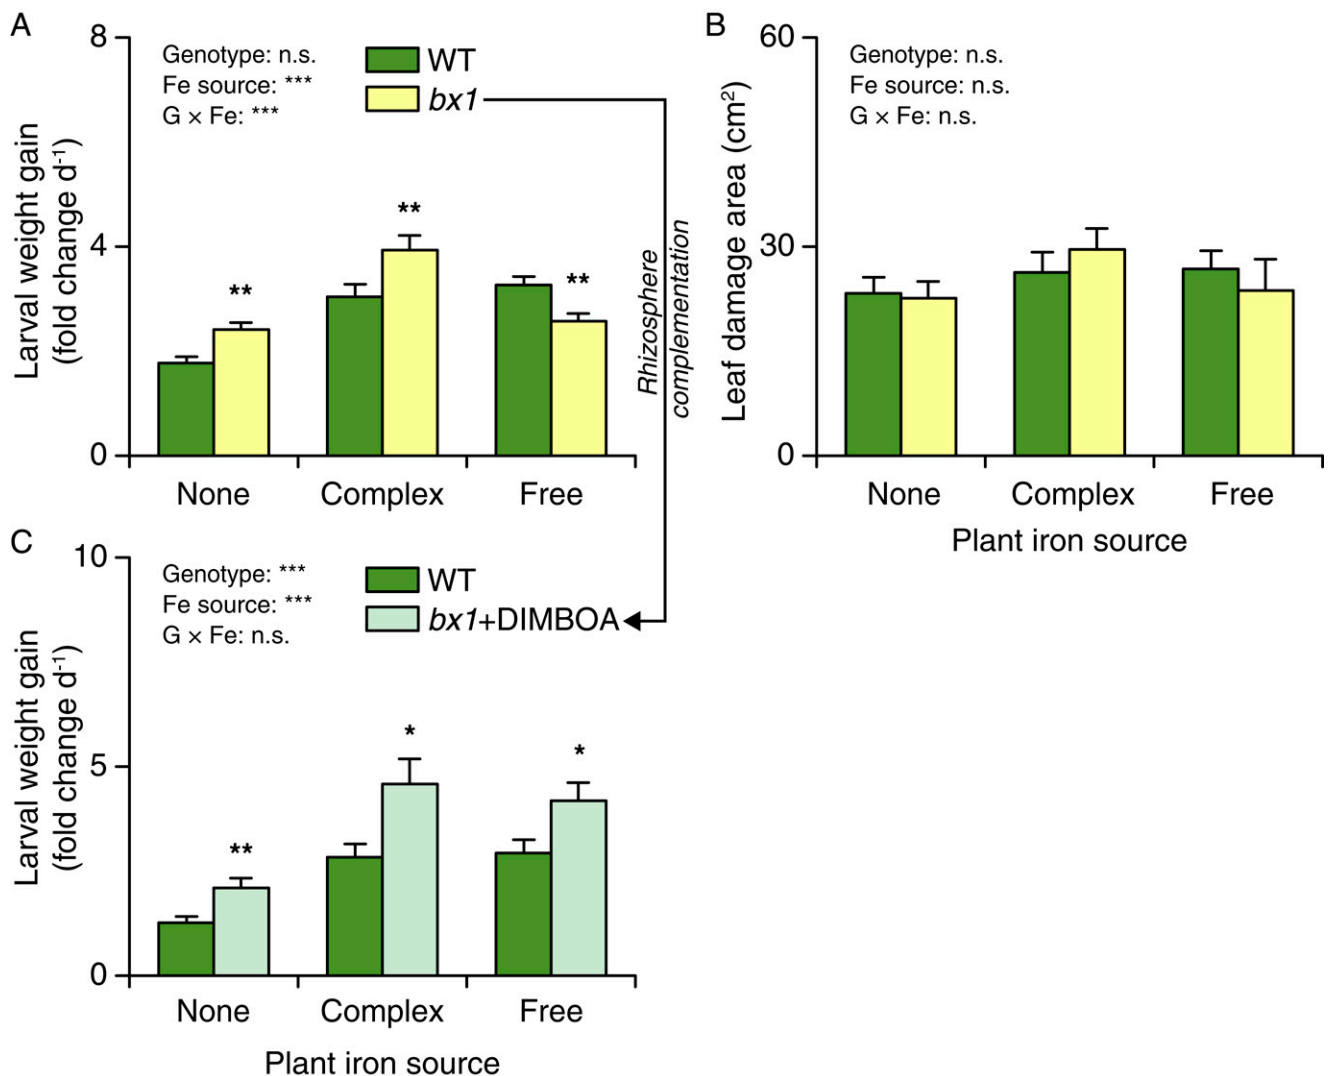 A
8
4
0
Larval weight gain
(fold change d⁻¹)
Genotype: n.s.
Fe source: ***
G × Fe: ***
WT
bx1
**
**
**
None
Complex
Free
Rhizosphere
complementation
B
60
30
0
Leaf damage area (cm²)
Genotype: n.s.
Fe source: n.s.
G × Fe: n.s.
None
Complex
Free
Plant iron source
C
10
5
0
Larval weight gain
(fold change d⁻¹)
Genotype: ***
Fe source: ***
G × Fe: n.s.
WT
bx1+DIMBOA
**
*
*
None
Complex
Free
Plant iron source